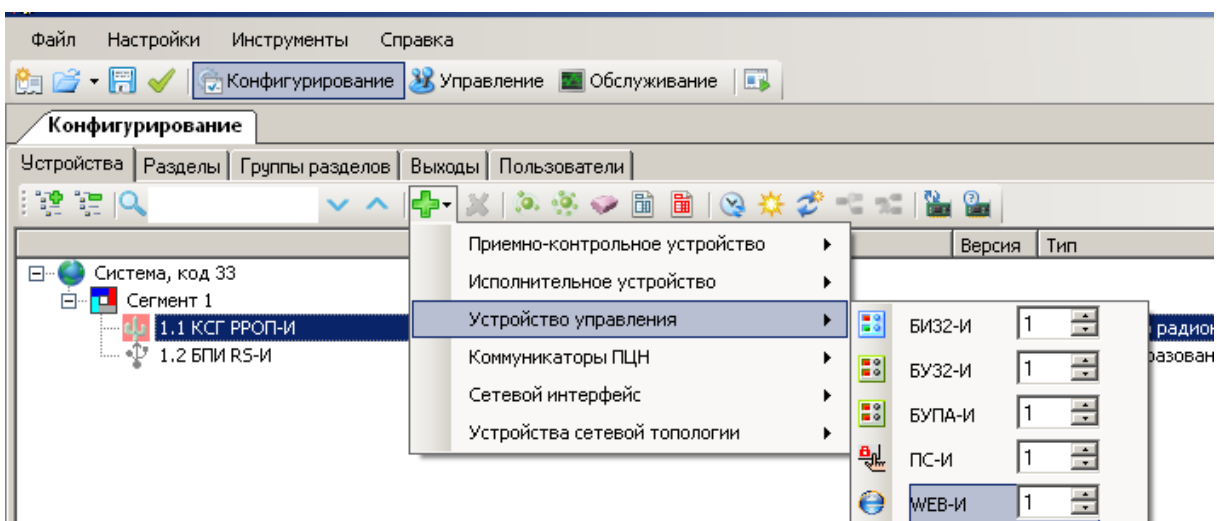 Файл Настройки Инструменты Справка
Конфигурирование Управление Обслуживание
Конфигурирование
Устройства Разделы Группы разделов Выходы Пользователи
Версия Тип
Система, код 33
Сегмент 1
1.1 КСГ РРОП-И
1.2 БПИ RS-И
Приемно-контрольное устройство
Исполнительное устройство
Устройство управления
Коммуникаторы ПЦН
Сетевой интерфейс
Устройства сетевой топологии
БИ32-И 1
БУ32-И 1
БУПА-И 1
ПС-И 1
WEB-И 1